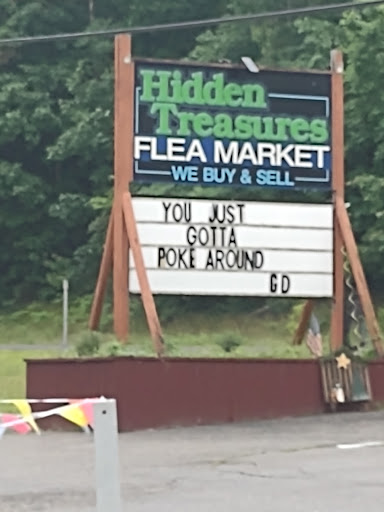 Hidden
Treasures
FLEA MARKET
WE BUY & SELL
YOU JUST
GOTTA
POKE AROUND
GD